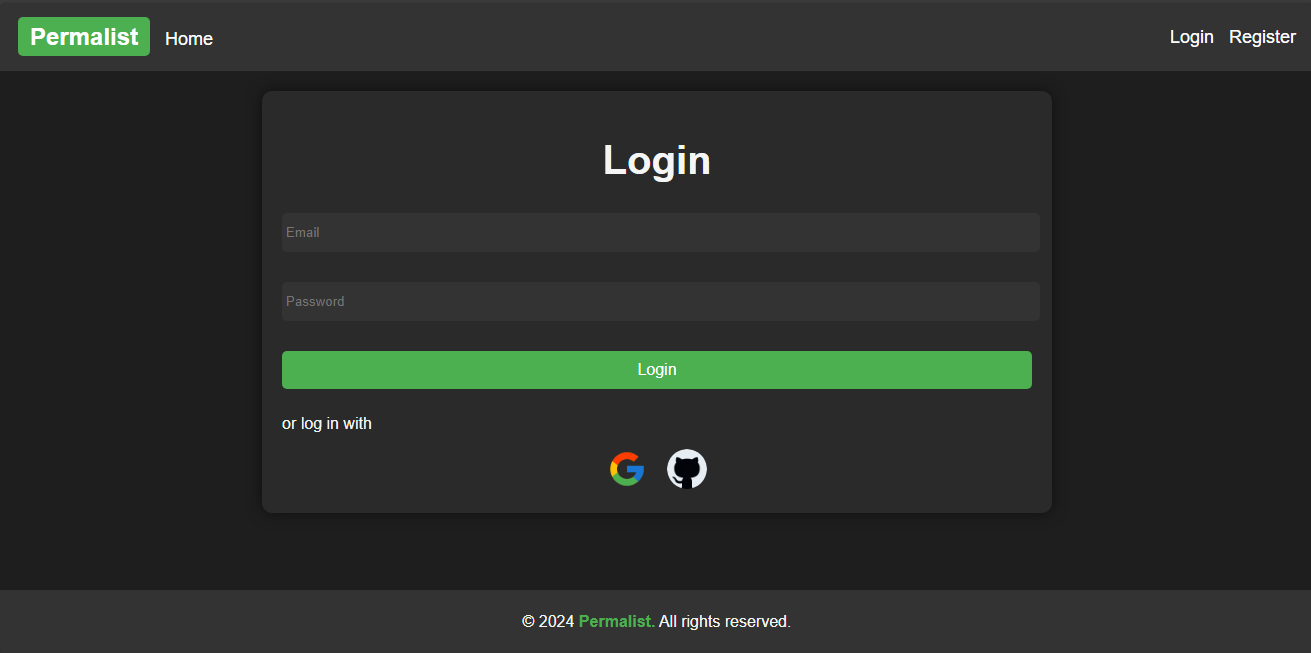 Permalist Home Login Register
Login
Email
Password
Login
or log in with
© 2024 Permalist. All rights reserved.